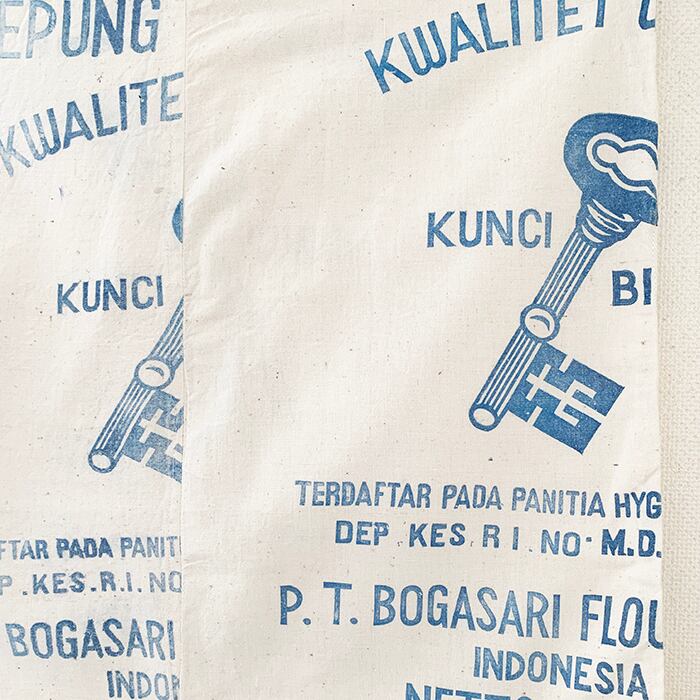 EPUNG
KWALITE
KUNCI
FTAR PADA PANIT
P . KES . R . I . NO
BOGASARI
INDON
KWALITET
KUNCI
BI
TERDAFTAR PADA PANITIA HYG
DEP . KES . R I . NO · M.D.
P. T. BOGASARI FLOU
INDONESIA
NETTO